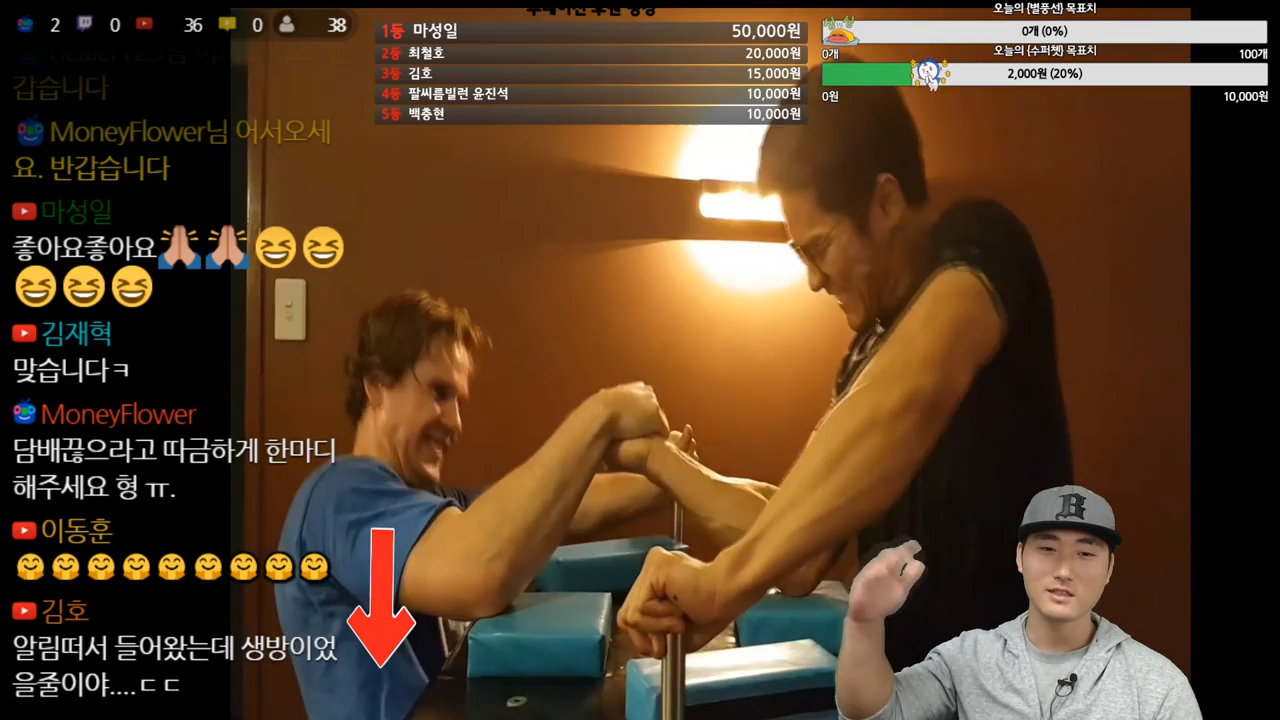 2 0 36 0 38
갑습니다
MoneyFlower님 어서오세
요. 반갑습니다
마성일
좋아요좋아요
김재혁
맞습니다ㅋ
MoneyFlower
담배끊으라고 따금하게 한마디
해주세요 형 ㅠ.
이동훈
김호
알림떠서 들어왔는데 생방이었
을줄이야....ㄷㄷ
1등 마성일 50,000원
2등 최철호 20,000원
3등 김호 15,000원
4등 팔씨름빌런 윤진석 10,000원
5등 백충현 10,000원
오늘의 {별풍선} 목표치
0개 (0%)
0개 100개
오늘의 {수퍼쳇} 목표치
2,000원 (20%)
0원 10,000원
B